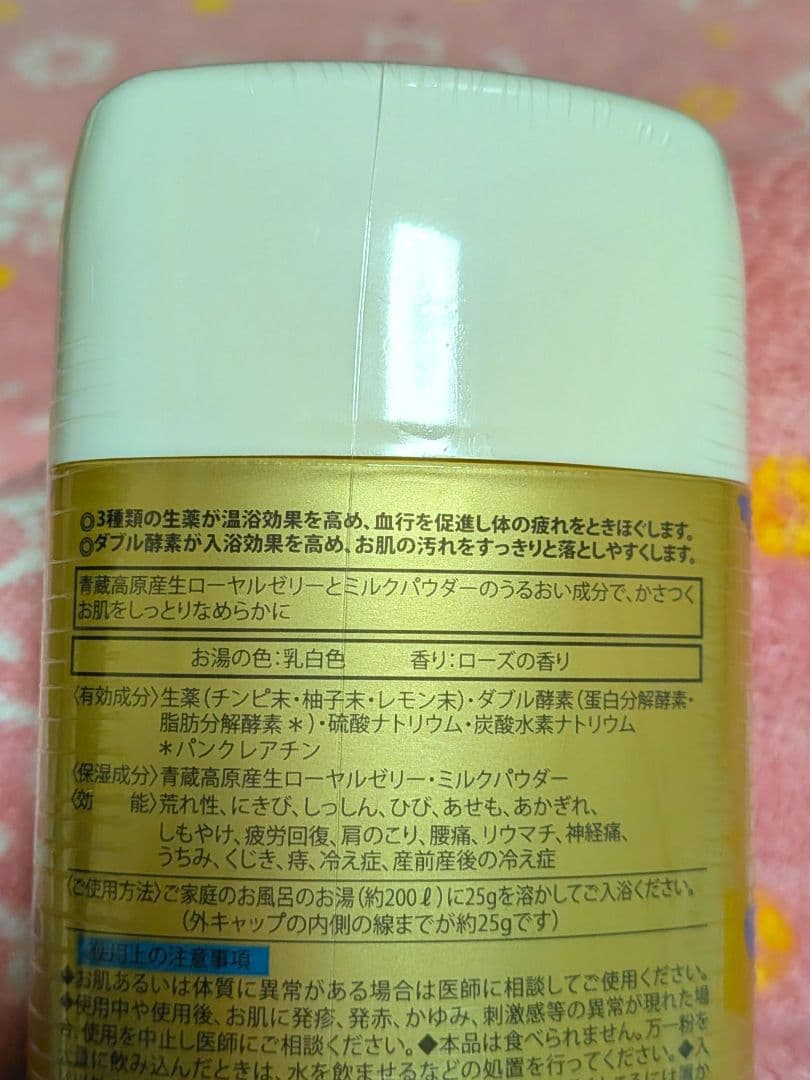 ◎3種類の生薬が温浴効果を高め、血行を促進し体の疲れをときほぐします。
◎ダブル酵素が入浴効果を高め、お肌の汚れをすっきりと落としやすくします。
青蔵高原産生ローヤルゼリーとミルクパウダーのうるおい成分で、かさつく
お肌をしっとりなめらかに
お湯の色：乳白色　香り：ローズの香り
〈有効成分〉生薬（チンピ末・柚子末・レモン末）・ダブル酵素（蛋白分解酵素・
脂肪分解酵素＊）・硫酸ナトリウム・炭酸水素ナトリウム
＊パンクレアチン
〈保湿成分〉青蔵高原産生ローヤルゼリー・ミルクパウダー
〈効　能〉荒れ性、にきび、しっしん、ひび、あせも、あかぎれ、
しもやけ、疲労回復、肩のこり、腰痛、リウマチ、神経痛、
うちみ、くじき、痔、冷え症、産前産後の冷え症
〈ご使用方法〉ご家庭のお風呂のお湯（約200ℓ）に25gを溶かしてご入浴ください。
（外キャップの内側の線までが約25gです）
使用上の注意事項
◆お肌あるいは体質に異常がある場合は医師に相談してご使用ください。
◆使用中や使用後、お肌に発疹、発赤、かゆみ、刺激感等の異常が現れた場
合、使用を中止し医師にご相談ください。◆本品は食べられません。万一粉を
に飲み込んだときは、水を飲ませるなどの処置を行ってください。◆入